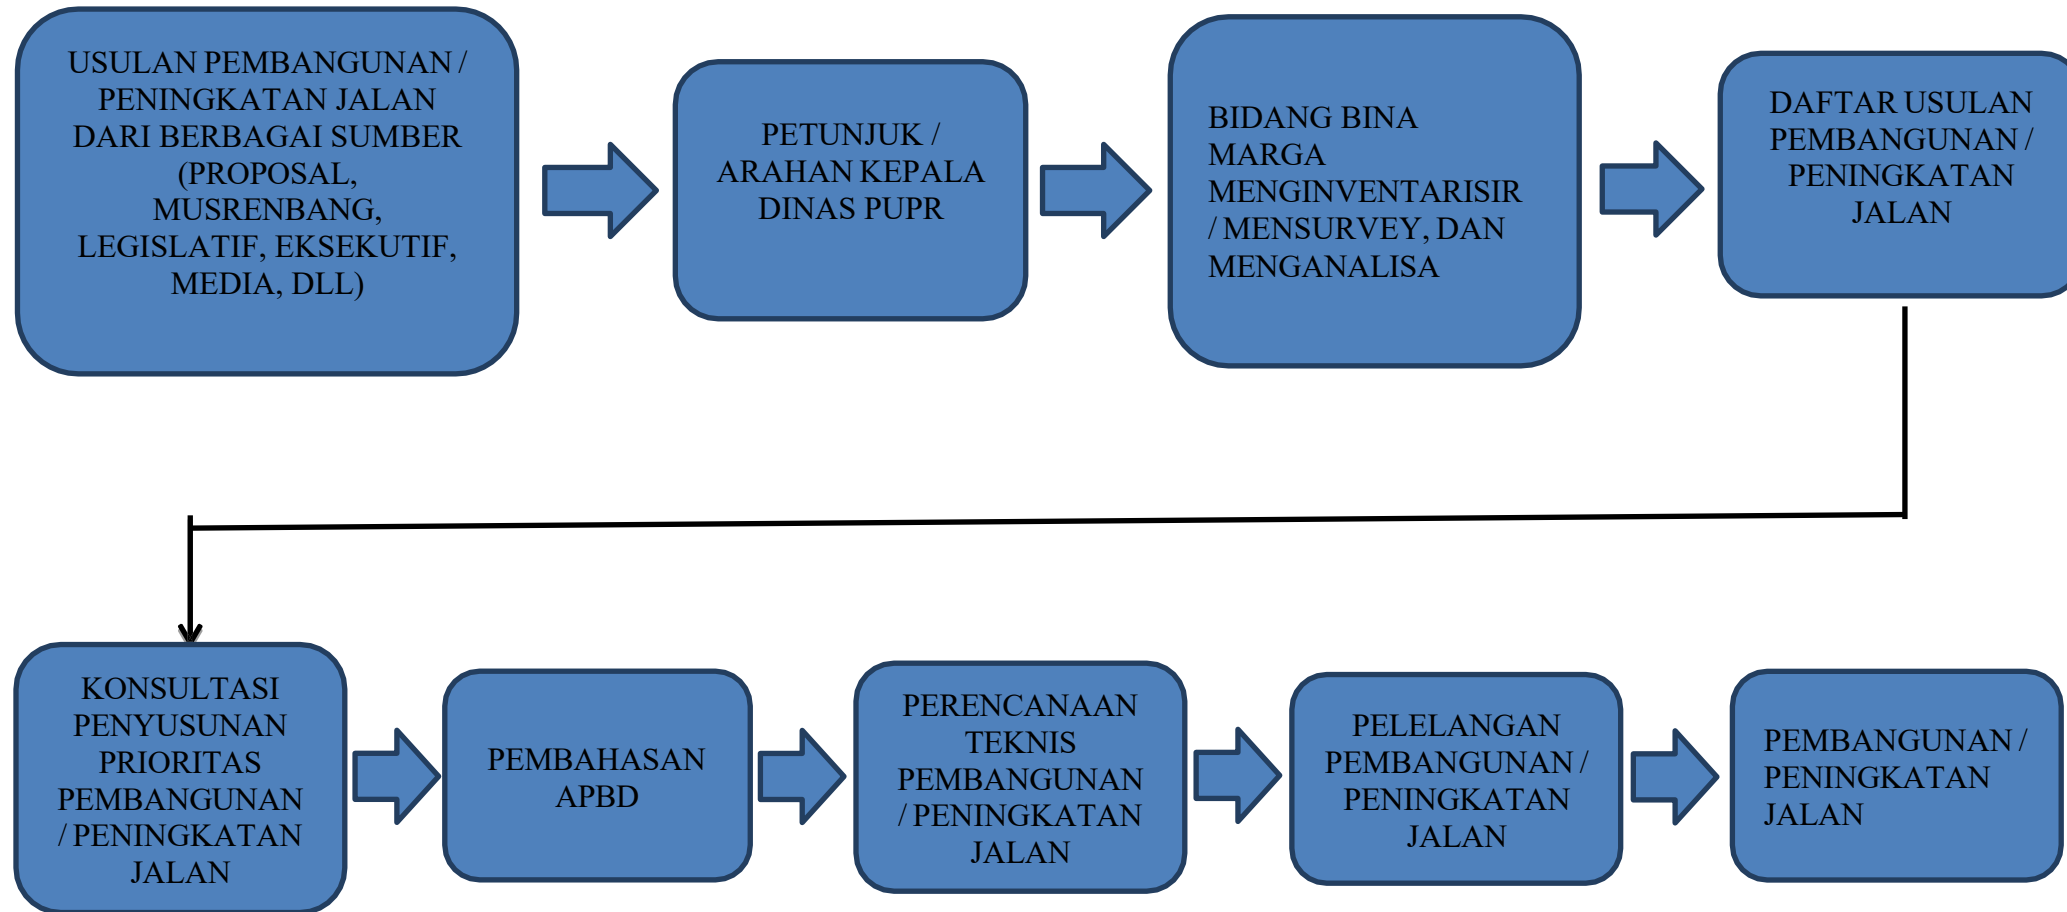 USULAN PEMBANGUNAN /
PENINGKATAN JALAN
DARI BERBAGAI SUMBER
(PROPOSAL,
MUSRENBANG,
LEGISLATIF, EKSEKUTIF,
MEDIA, DLL)
PETUNJUK /
ARAHAN KEPALA
DINAS PUPR
BIDANG BINA
MARGA
MENGINVENTARISIR
/ MENSURVEY, DAN
MENGANALISA
DAFTAR USULAN
PEMBANGUNAN /
PENINGKATAN
JALAN
KONSULTASI
PENYUSUNAN
PRIORITAS
PEMBANGUNAN
/ PENINGKATAN
JALAN
PEMBAHASAN
APBD
PERENCANAAN
TEKNIS
PEMBANGUNAN
/ PENINGKATAN
JALAN
PELELANGAN
PEMBANGUNAN /
PENINGKATAN
JALAN
PEMBANGUNAN /
PENINGKATAN
JALAN